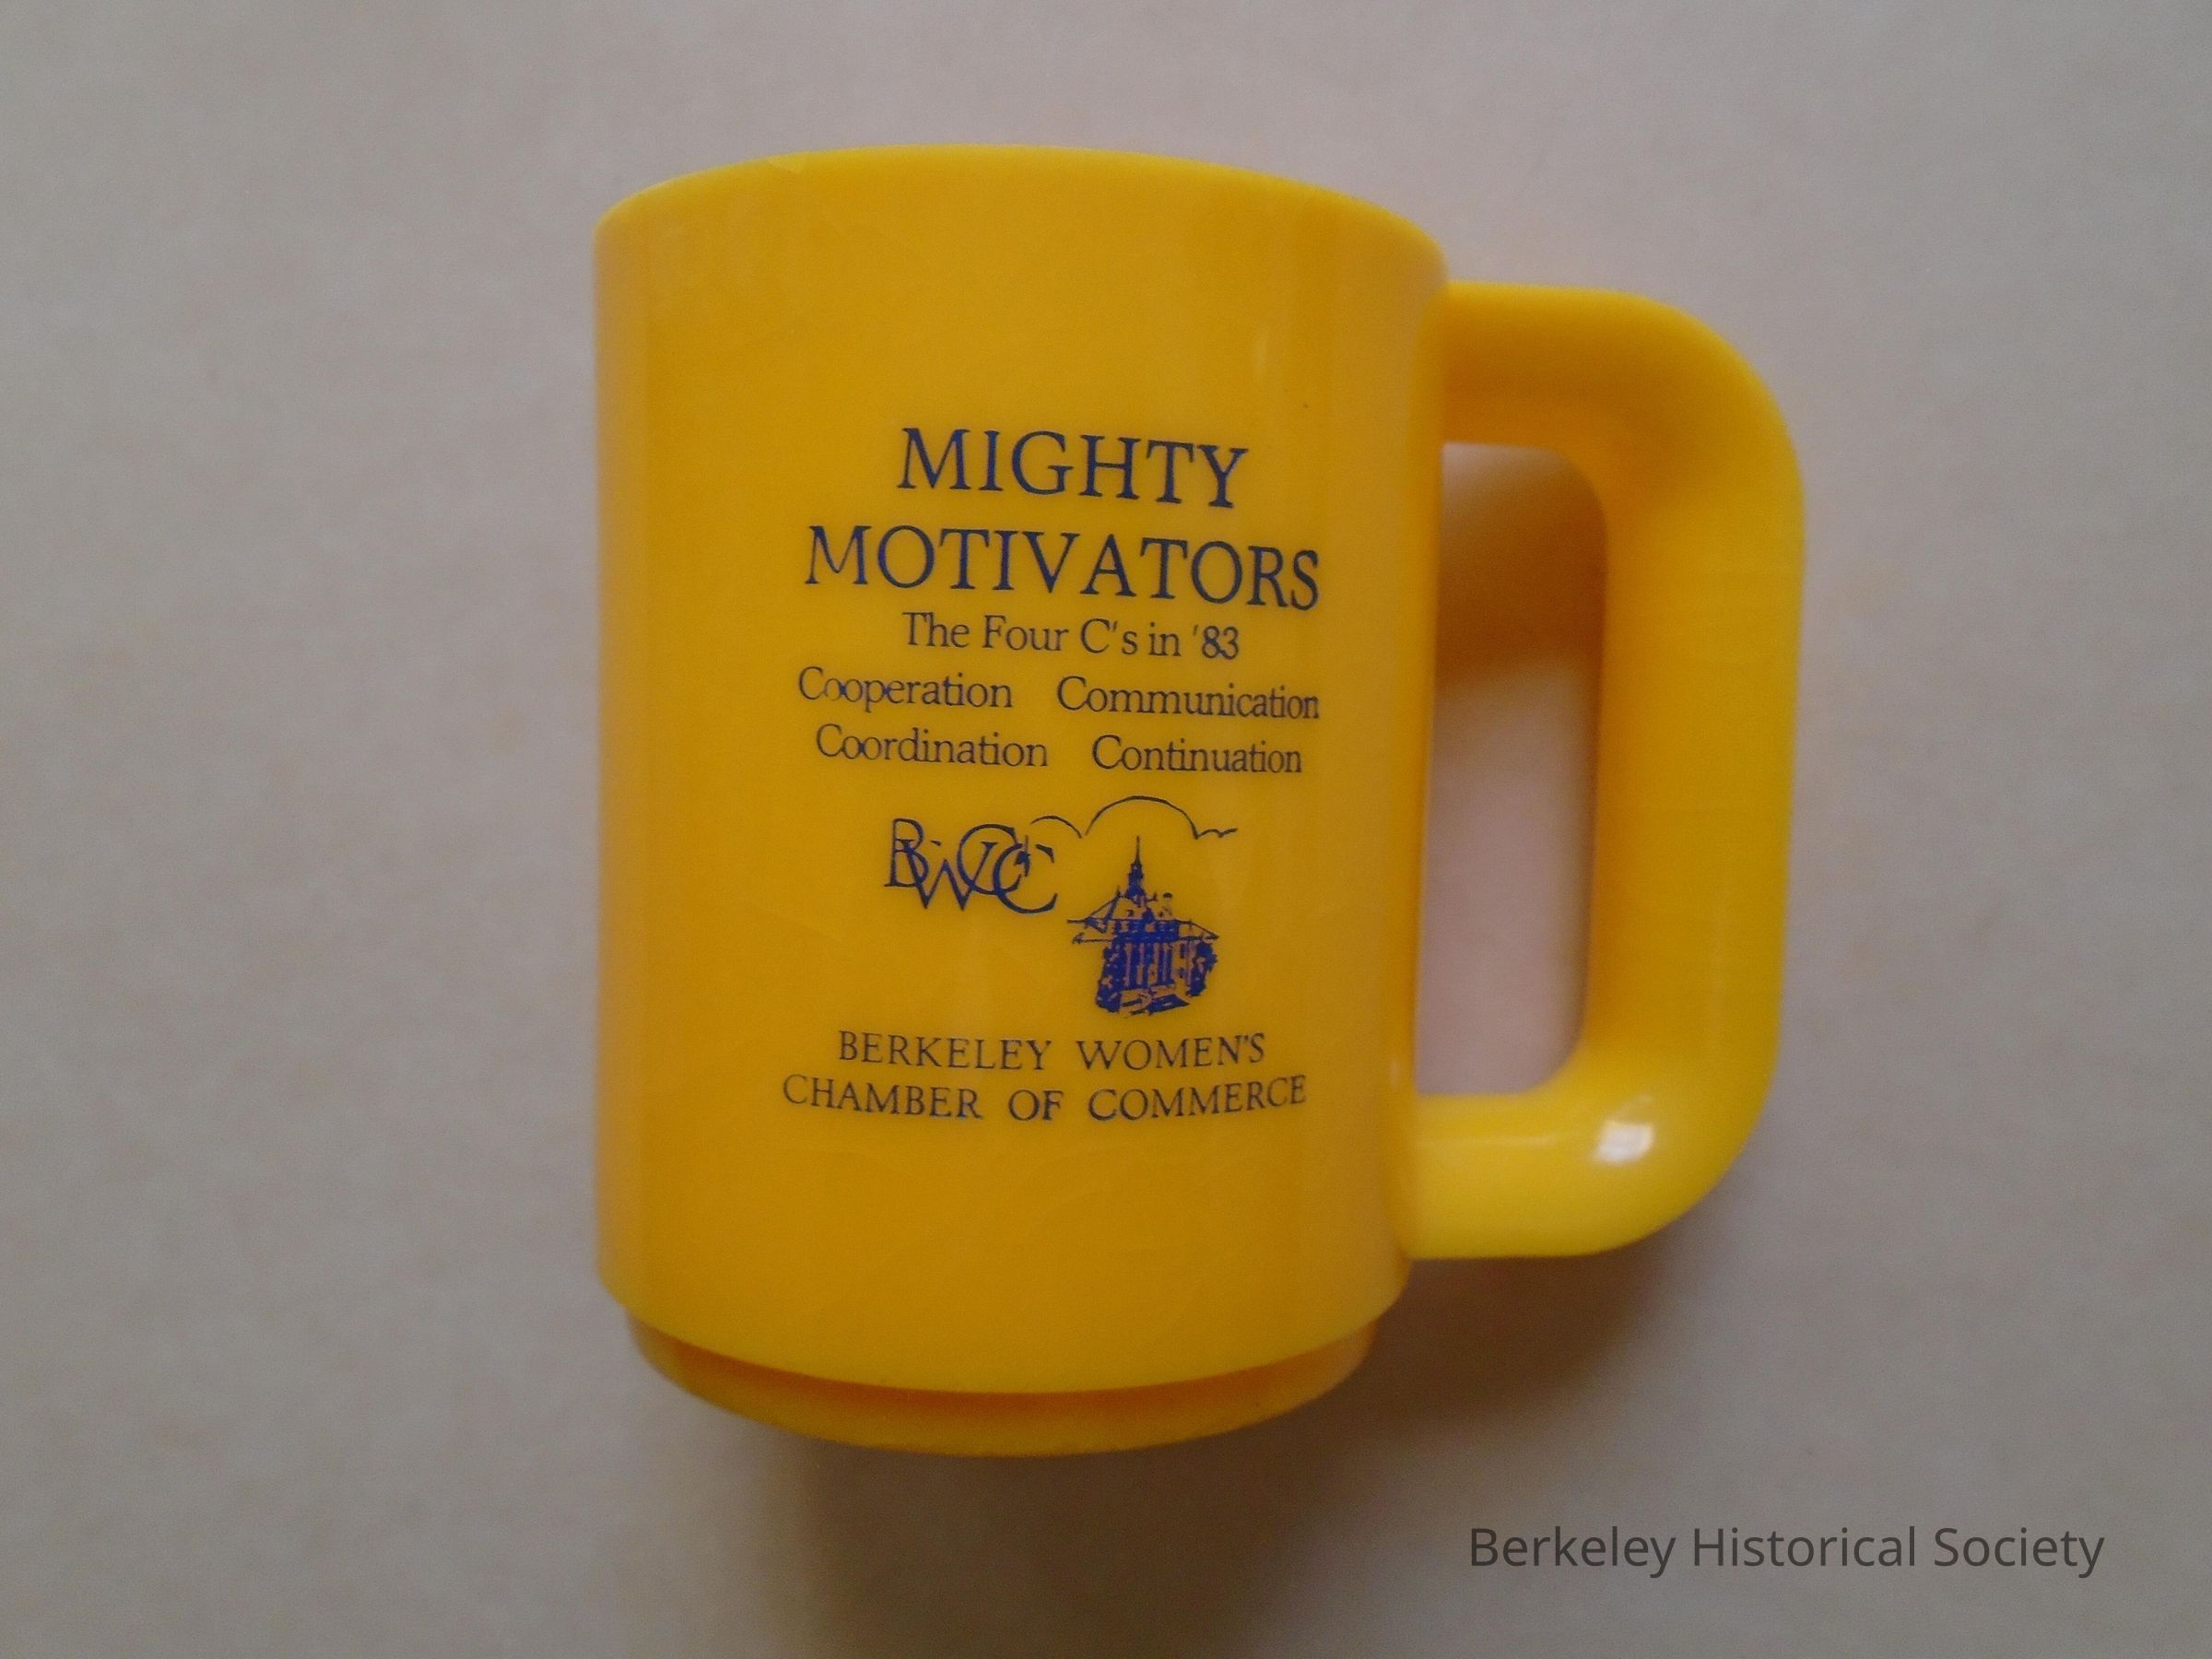 MIGHTY
MOTIVATORS
The Four C's in '83
Cooperation Communication
Coordination Continuation
BWCC
BERKELEY WOMEN'S
CHAMBER OF COMMERCE
Berkeley Historical Society